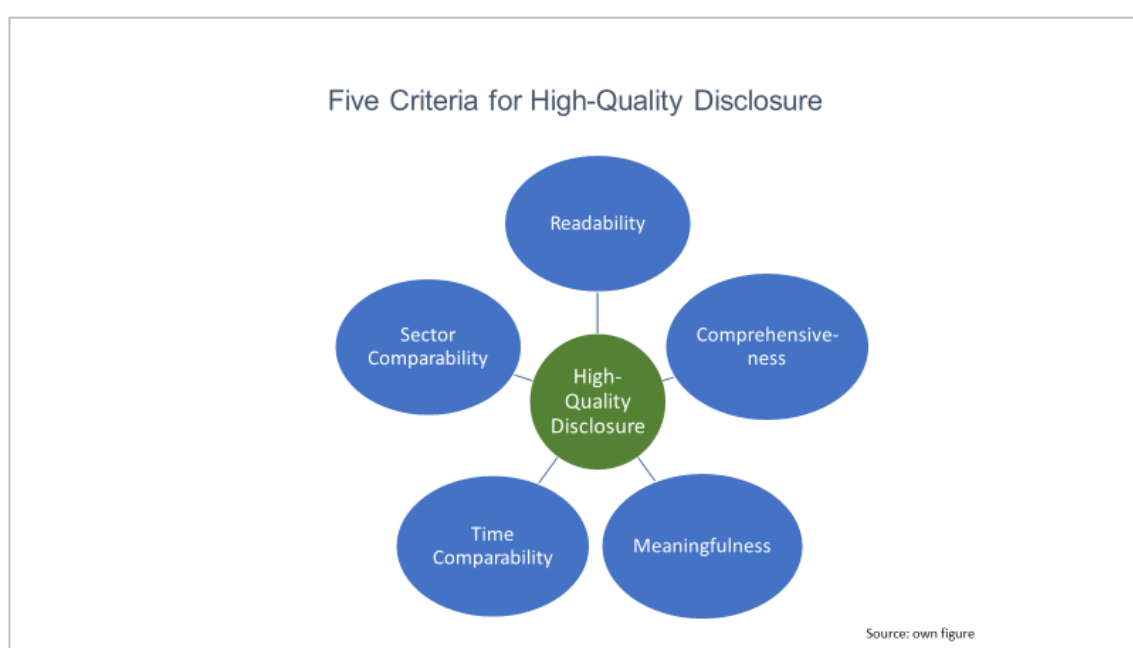 Five Criteria for High-Quality Disclosure
Readability
Sector
Comparability
Comprehensive-
ness
High-
Quality
Disclosure
Time
Comparability
Meaningfulness
Source: own figure